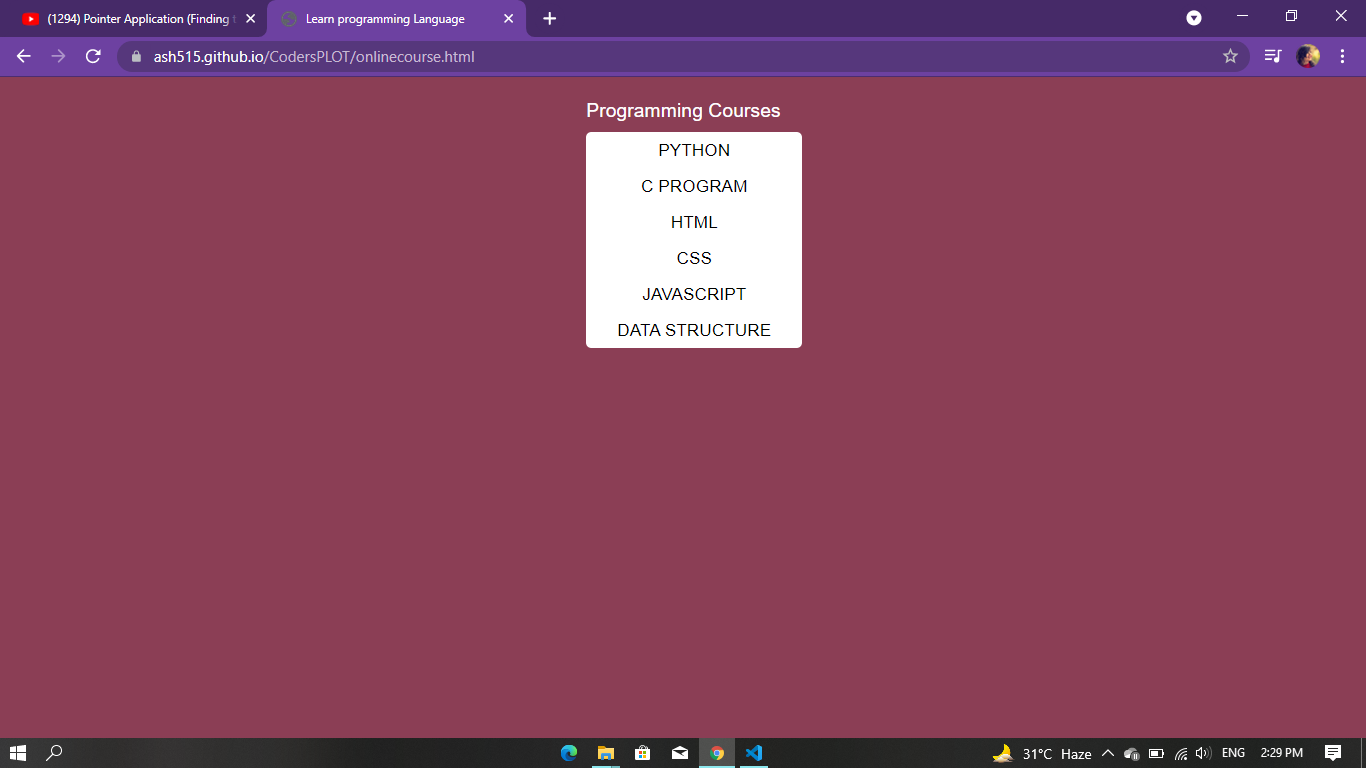 (1294) Pointer Application (Finding
Learn programming Language
ash515.github.io/CodersPLOT/onlinecourse.html
Programming Courses
PYTHON
C PROGRAM
HTML
CSS
JAVASCRIPT
DATA STRUCTURE
31°C Haze
ENG
2:29 PM